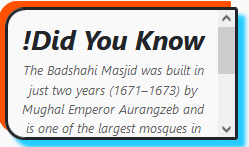 !Did You Know
The Badshahi Masjid was built in
just two years (1671–1673) by
Mughal Emperor Aurangzeb and
is one of the largest mosques in